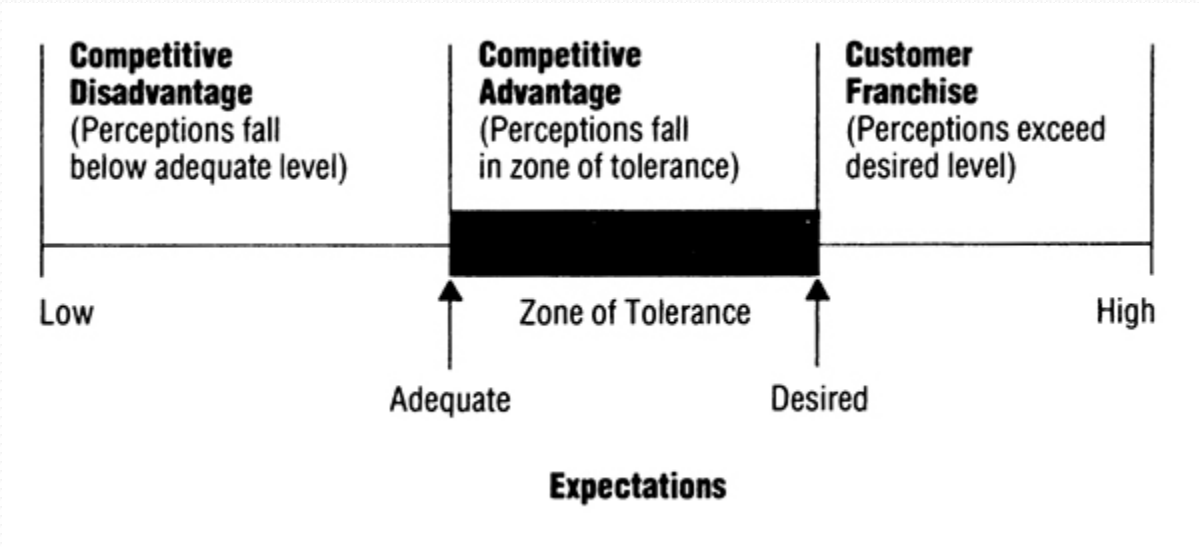 Competitive
Disadvantage
(Perceptions fall
below adequate level)
Competitive
Advantage
(Perceptions fall
in zone of tolerance)
Customer
Franchise
(Perceptions exceed
desired level)
Low
Zone of Tolerance
High
Adequate
Desired
Expectations